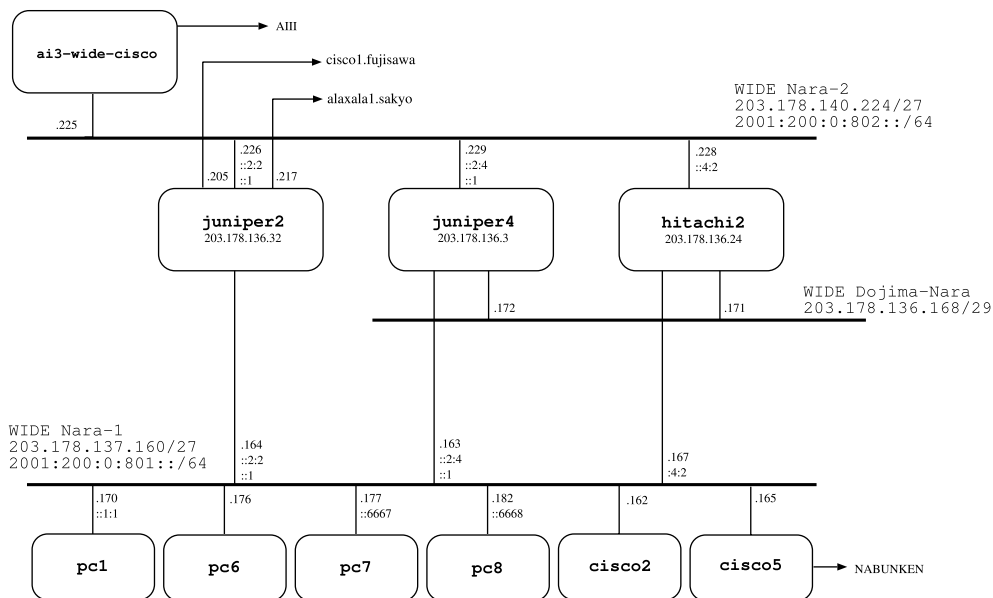 ai3-wide-cisco
AIII
cisco1.fujisawa
alaxala1.sakyo
WIDE Nara-2
203.178.140.224/27
2001:200:0:802::/64
.225
.205
.226
::2:2
::1
.217
.229
::2:4
::1
.228
::4:2
juniper2
203.178.136.32
juniper4
203.178.136.3
hitachi2
203.178.136.24
.172
.171
WIDE Dojima-Nara
203.178.136.168/29
WIDE Nara-1
203.178.137.160/27
2001:200:0:801::/64
.164
::2:2
::1
.163
::2:4
::1
.167
:4:2
.170
::1:1
.176
.177
::6667
.182
::6668
.162
.165
pc1
pc6
pc7
pc8
cisco2
cisco5
NABUNKEN